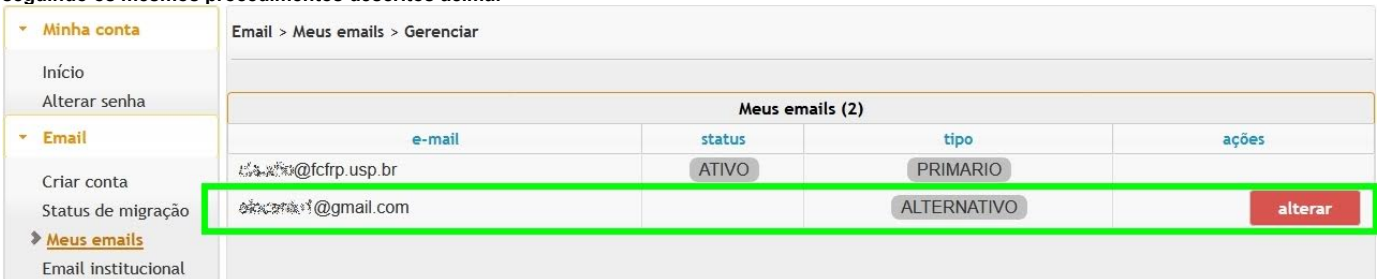 Minha conta
Início
Alterar senha
Email
Criar conta
Status de migração
Meus emails
Email institucional
Email > Meus emails > Gerenciar
Meus emails (2)
e-mail status tipo ações
@fcfrp.usp.br ATIVO PRIMARIO
@gmail.com ALTERNATIVO alterar